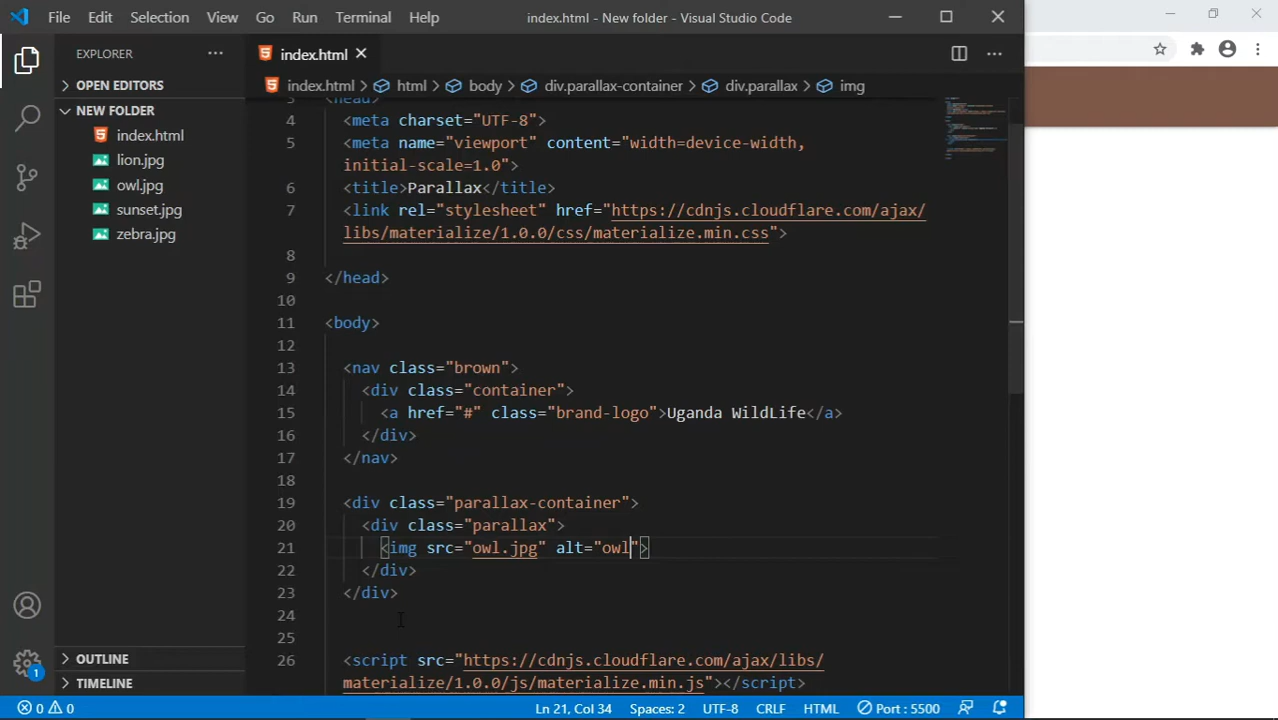 File Edit Selection View Go Run Terminal Help index.html - New folder - Visual Studio Code
EXPLORER
OPEN EDITORS
NEW FOLDER
index.html
lion.jpg
owl.jpg
sunset.jpg
zebra.jpg
OUTLINE
TIMELINE
1
index.html
index.html > html > body > div.parallax-container > div.parallax > img
3 </head>
4 <meta charset="UTF-8">
5 <meta name="viewport" content="width=device-width,
initial-scale=1.0">
6 <title>Parallax</title>
7 <link rel="stylesheet" href="https://cdnjs.cloudflare.com/ajax/
libs/materialize/1.0.0/css/materialize.min.css">
8
9 </head>
10
11 <body>
12
13 <nav class="brown">
14 <div class="container">
15 <a href="#" class="brand-logo">Uganda WildLife</a>
16 </div>
17 </nav>
18
19 <div class="parallax-container">
20 <div class="parallax">
21 <img src="owl.jpg" alt="owl">
22 </div>
23 </div>
24
25
26 <script src="https://cdnjs.cloudflare.com/ajax/libs/
materialize/1.0.0/js/materialize.min.js"></script>
0 0 Ln 21, Col 34 Spaces: 2 UTF-8 CRLF HTML Port : 5500